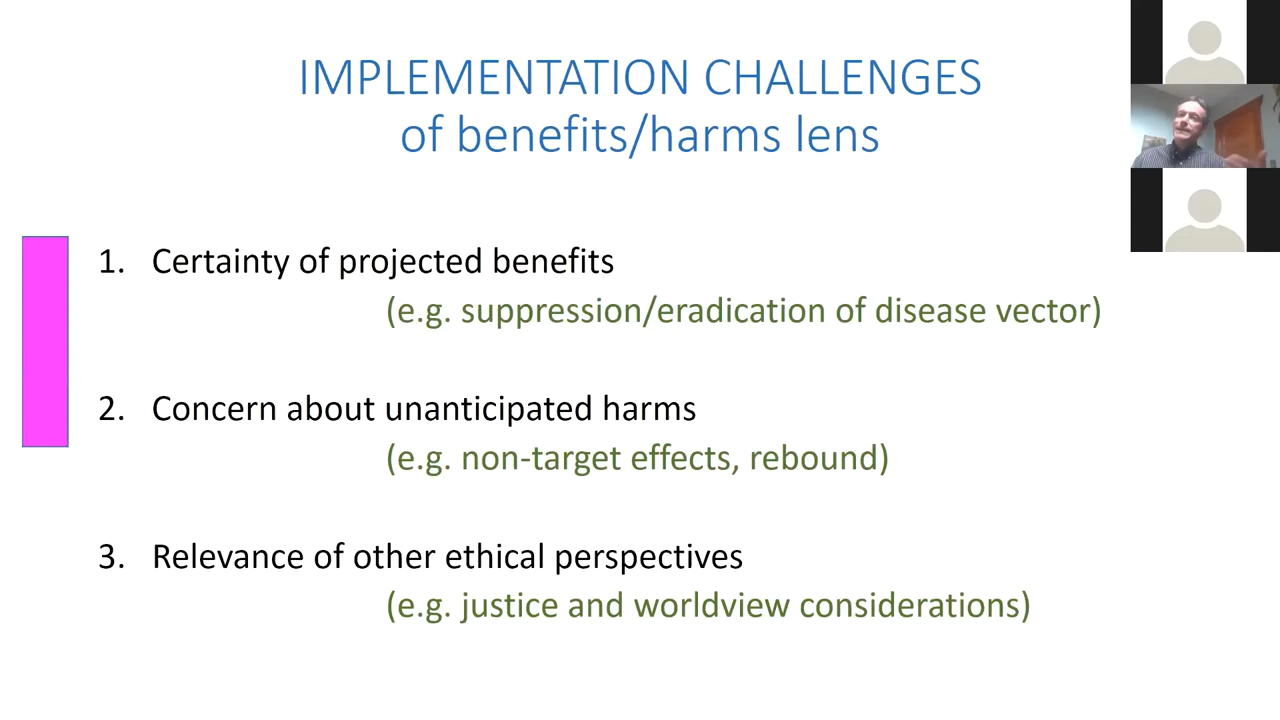 IMPLEMENTATION CHALLENGES
of benefits/harms lens
1. Certainty of projected benefits
(e.g. suppression/eradication of disease vector)
2. Concern about unanticipated harms
(e.g. non-target effects, rebound)
3. Relevance of other ethical perspectives
(e.g. justice and worldview considerations)